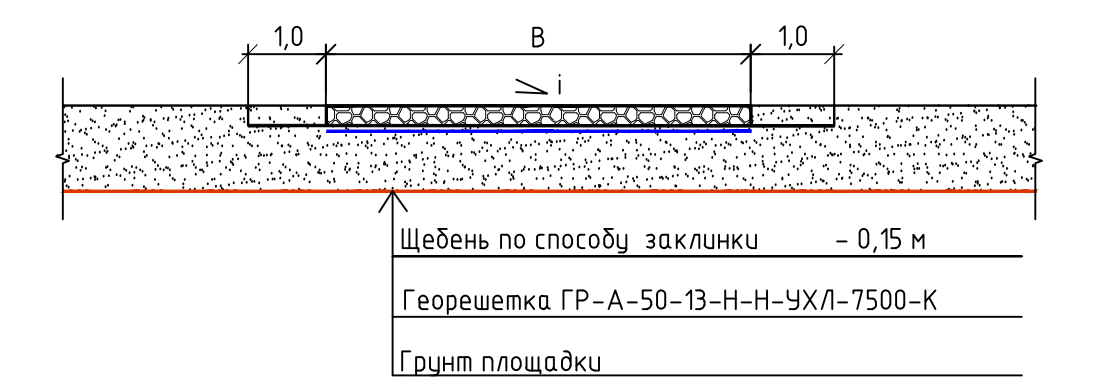 1,0 В 1,0
i
Щебень по способу заклинки - 0,15 м
Георешетка ГР-А-50-13-Н-Н-УХЛ-7500-К
Грунт площадки